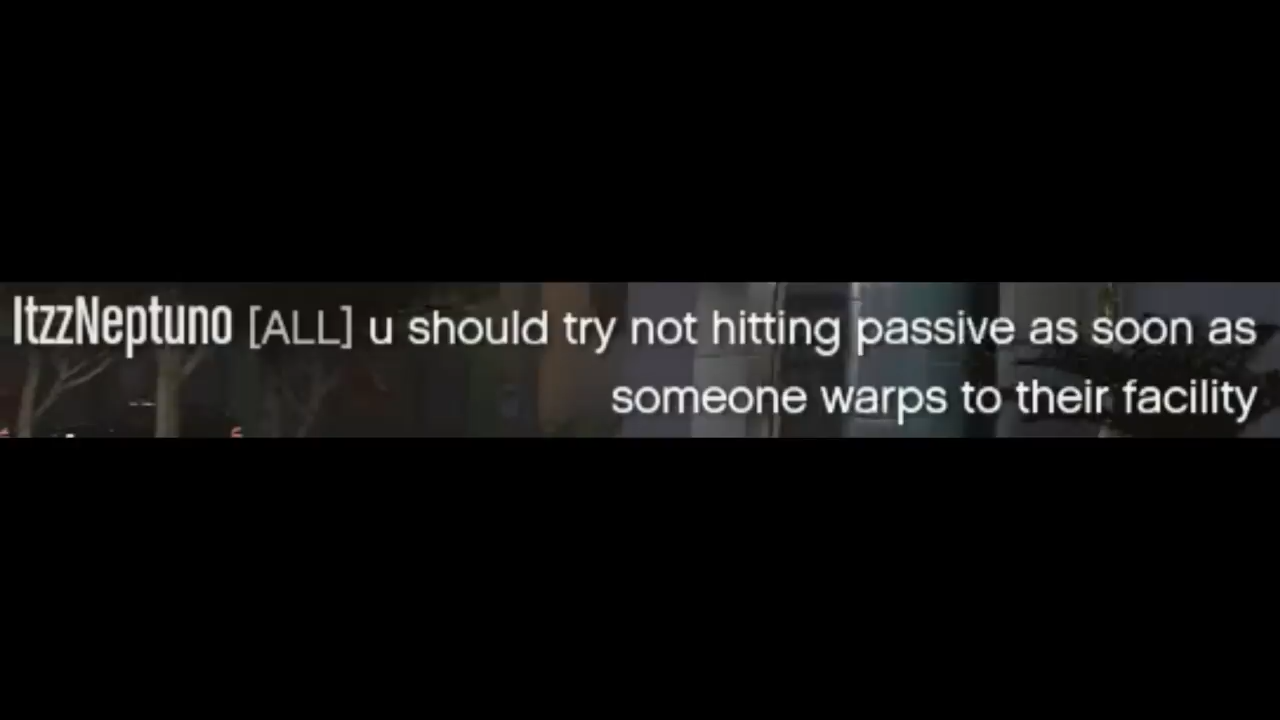 ItzzNeptuno [ALL] u should try not hitting passive as soon as
someone warps to their facility